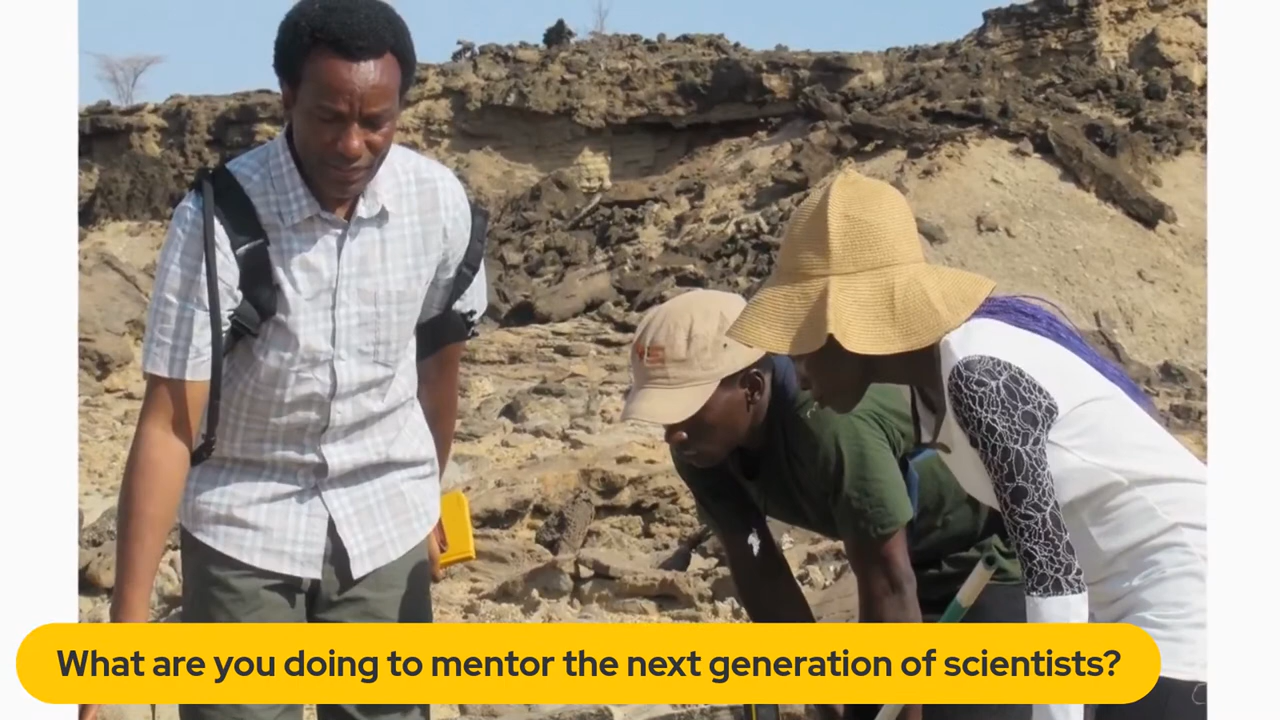 What are you doing to mentor the next generation of scientists?